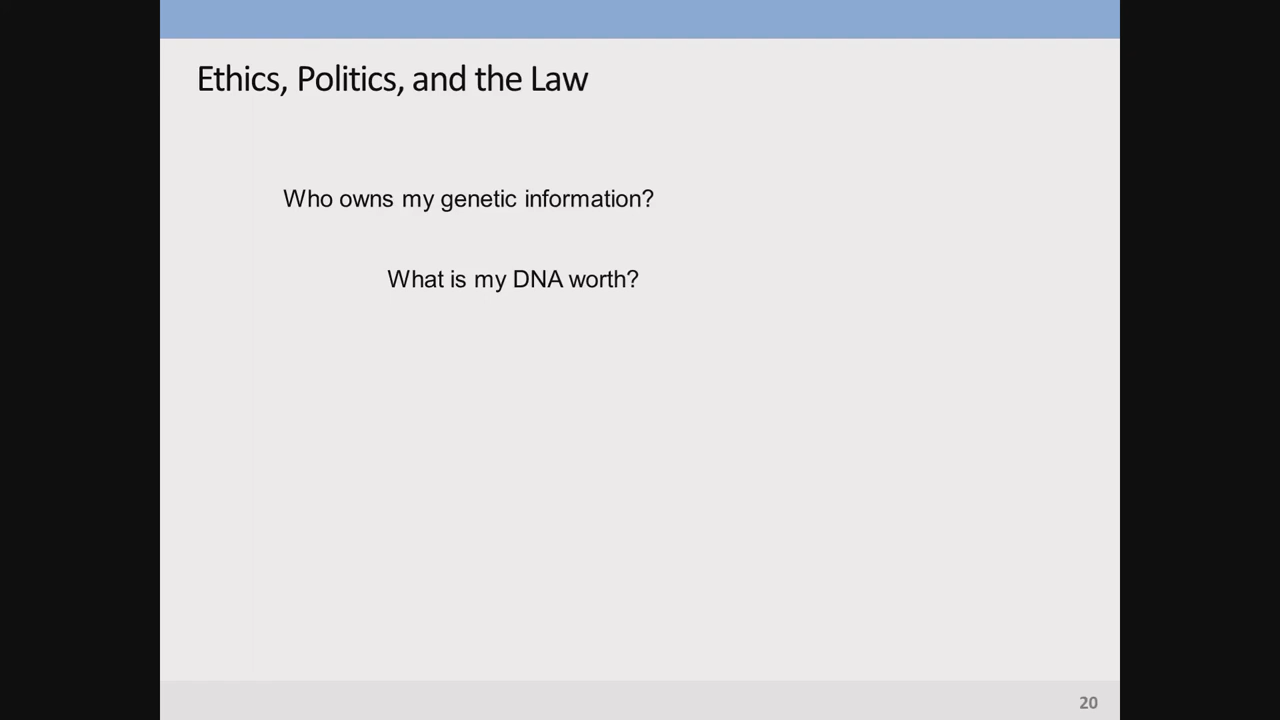 Ethics, Politics, and the Law
Who owns my genetic information?
What is my DNA worth?
20